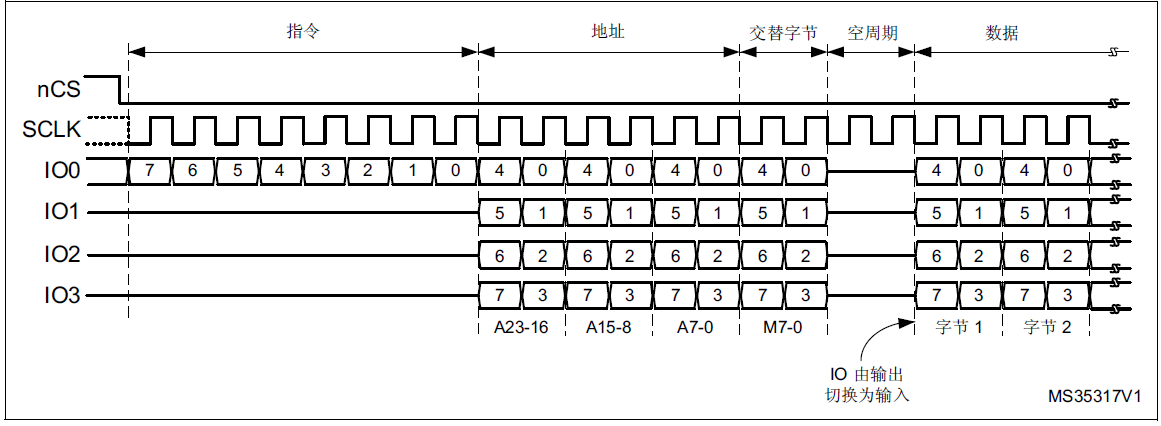 指令 地址 交替字节 空周期 数据
nCS
SCLK
IO0 7 6 5 4 3 2 1 0 4 0 4 0 4 0 4 0 4 0 4 0
IO1 5 1 5 1 5 1 5 1 5 1 5 1
IO2 6 2 6 2 6 2 6 2 6 2 6 2
IO3 7 3 7 3 7 3 7 3 7 3 7 3
A23-16 A15-8 A7-0 M7-0 字节 1 字节 2
IO 由输出
切换为输入
MS35317V1